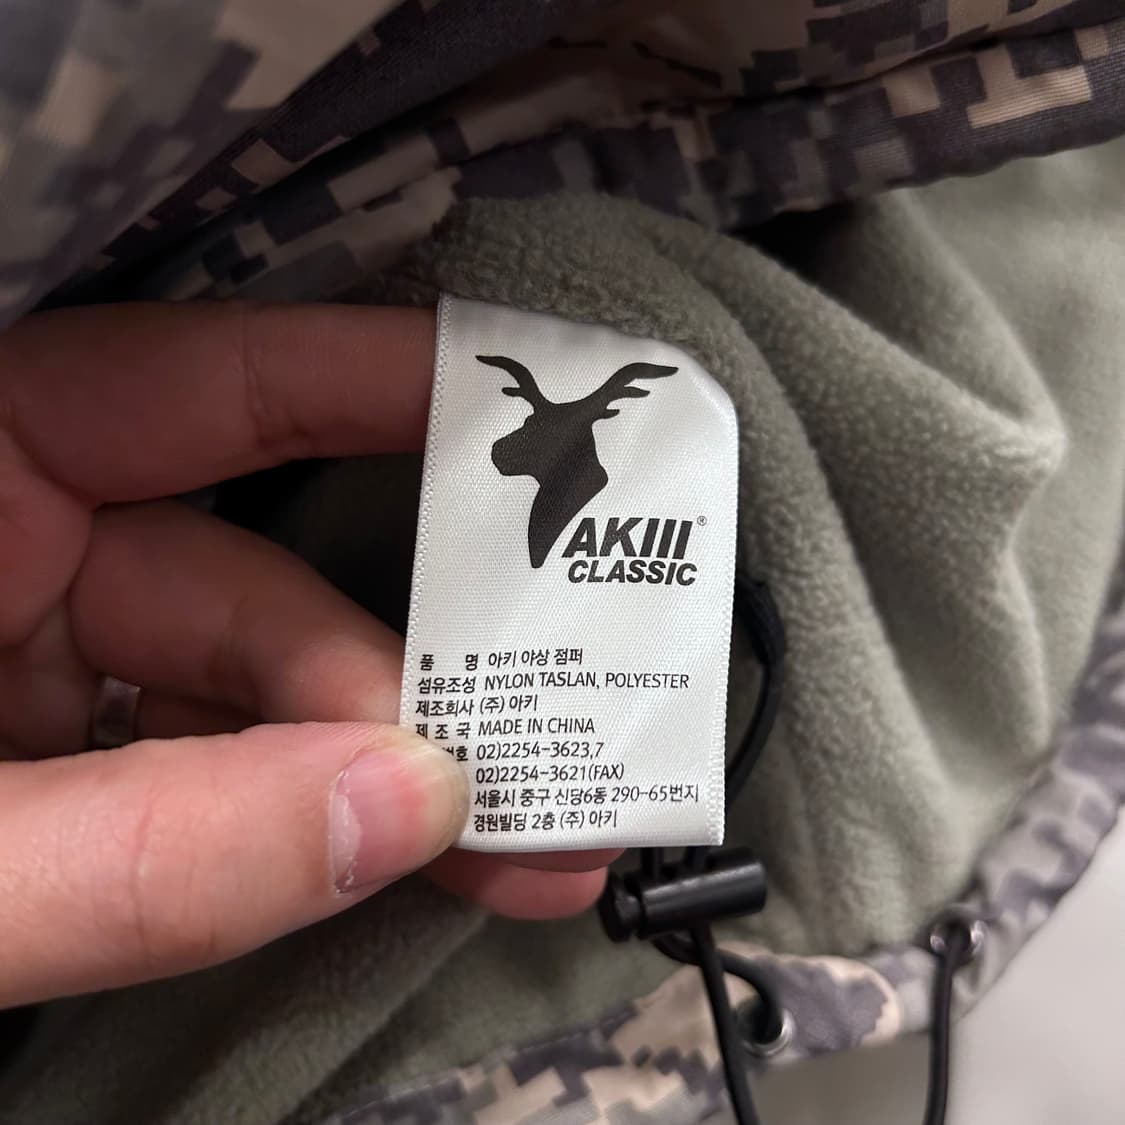 AKIII®
CLASSIC
품 명 아키 야상 점퍼
섬유조성 NYLON TASLAN, POLYESTER
제조회사 (주) 아키
제 조 국 MADE IN CHINA
호 02)2254-3623,7
02)2254-3621(FAX)
서울시 중구 신당6동 290-65번지
경원빌딩 2층 (주) 아키